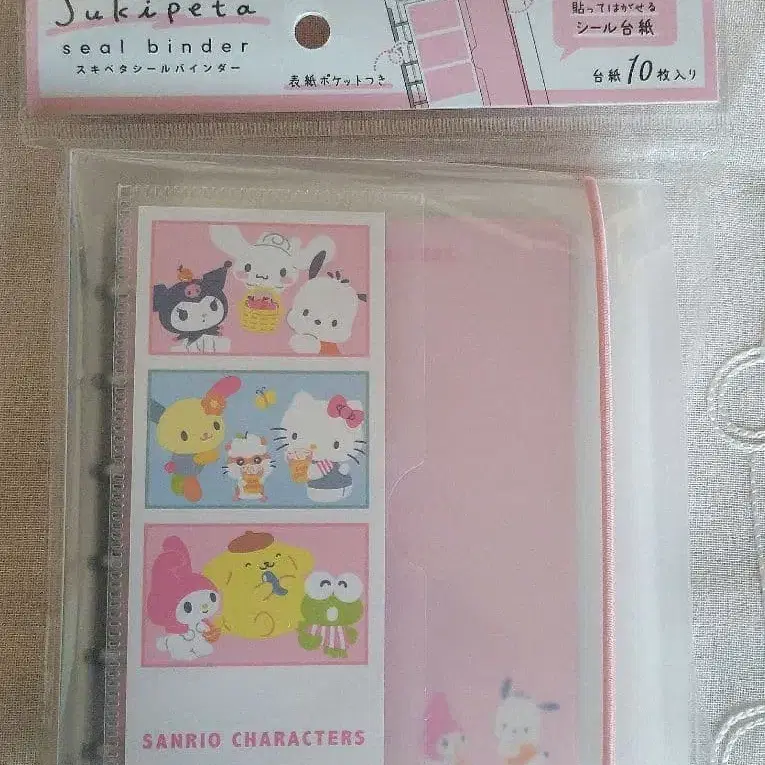 Sukipeta
seal binder
スキペタシールバインダー
表紙ポケットつき
貼ってはがせる
シール台紙
台紙10枚入り
SANRIO CHARACTERS